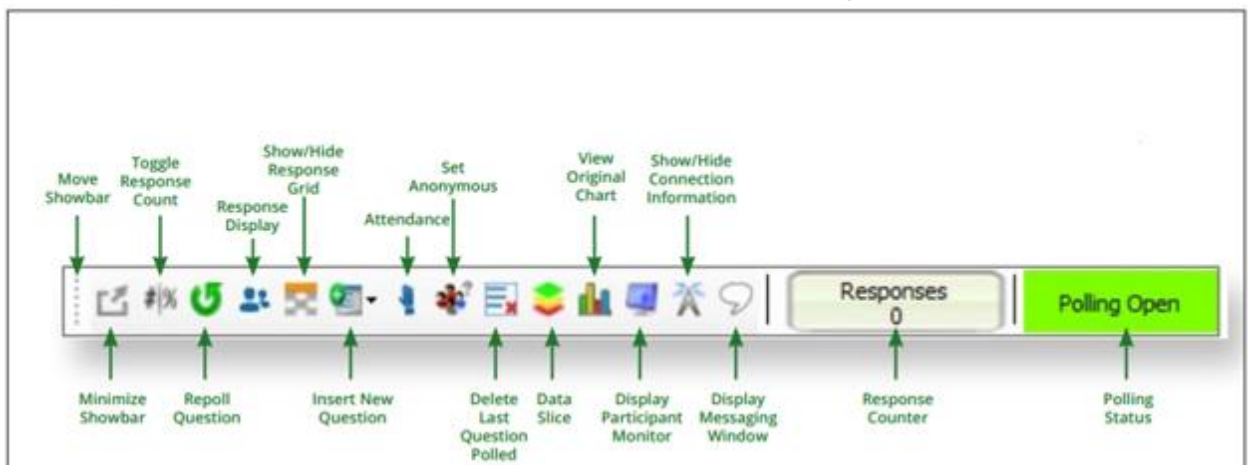 Move
Showbar
Toggle
Response
Count
Response
Display
Show/Hide
Response
Grid
Attendance
Set
Anonymous
View
Original
Chart
Show/Hide
Connection
Information
#|%
?
Responses
0
Polling Open
Minimize
Showbar
Repoll
Question
Insert New
Question
Delete
Last
Question
Polled
Data
Slice
Display
Participant
Monitor
Display
Messaging
Window
Response
Counter
Polling
Status